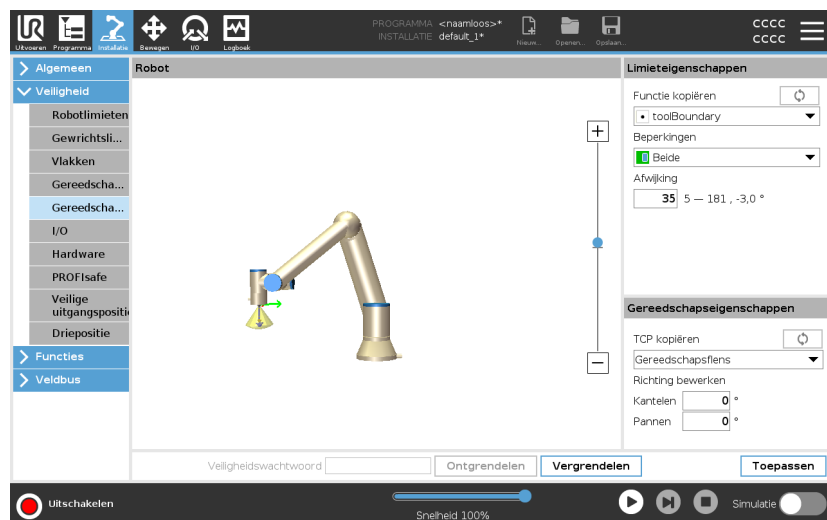 PROGRAMMA <naamloos>*
INSTALLATIE default_1*
Uitvoeren Programma Installatie Bewegen I/O Logboek
Nieuw... Openen... Opslaan...
CCCC
CCCC
Algemeen
Veiligheid
Robotlimieten
Gewrichtsli...
Vlakken
Gereedscha...
Gereedscha...
I/O
Hardware
PROFIsafe
Veilige
uitgangspositi
Driepositie
Functies
Veldbus
Robot
Limieteigenschappen
Functie kopiëren
toolBoundary
Beperkingen
Beide
Afwijking
35 5 — 181 , -3,0 °
Gereedschapseigenschappen
TCP kopiëren
Gereedschapsflens
Richting bewerken
Kantelen 0 °
Pannen 0 °
Veiligheidswachtwoord Ontgrendelen Vergrendelen Toepassen
Uitschakelen
Snelheid 100%
Simulatie